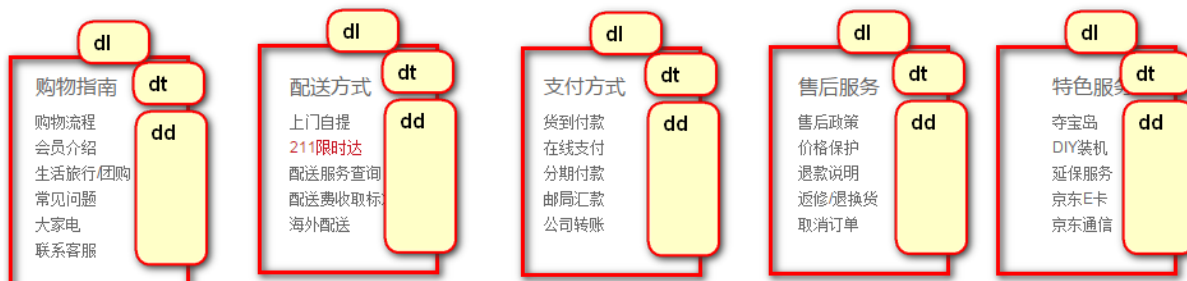 dl
dt
dd
购物指南
购物流程
会员介绍
生活旅行/团购
常见问题
大家电
联系客服
dl
dt
dd
配送方式
上门自提
211限时达
配送服务查询
配送费收取标
海外配送
dl
dt
dd
支付方式
货到付款
在线支付
分期付款
邮局汇款
公司转账
dl
dt
dd
售后服务
售后政策
价格保护
退款说明
返修/退换货
取消订单
dl
dt
dd
特色服务
夺宝岛
DIY装机
延保服务
京东E卡
京东通信